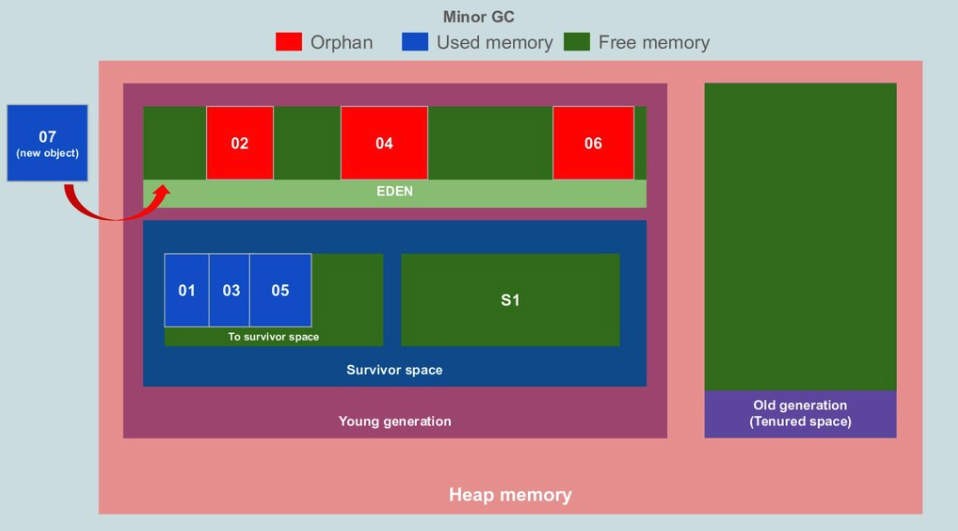 Minor GC
Orphan Used memory Free memory
07
(new object)
02 04 06
EDEN
01 03 05
To survivor space
S1
Survivor space
Young generation
Old generation
(Tenured space)
Heap memory